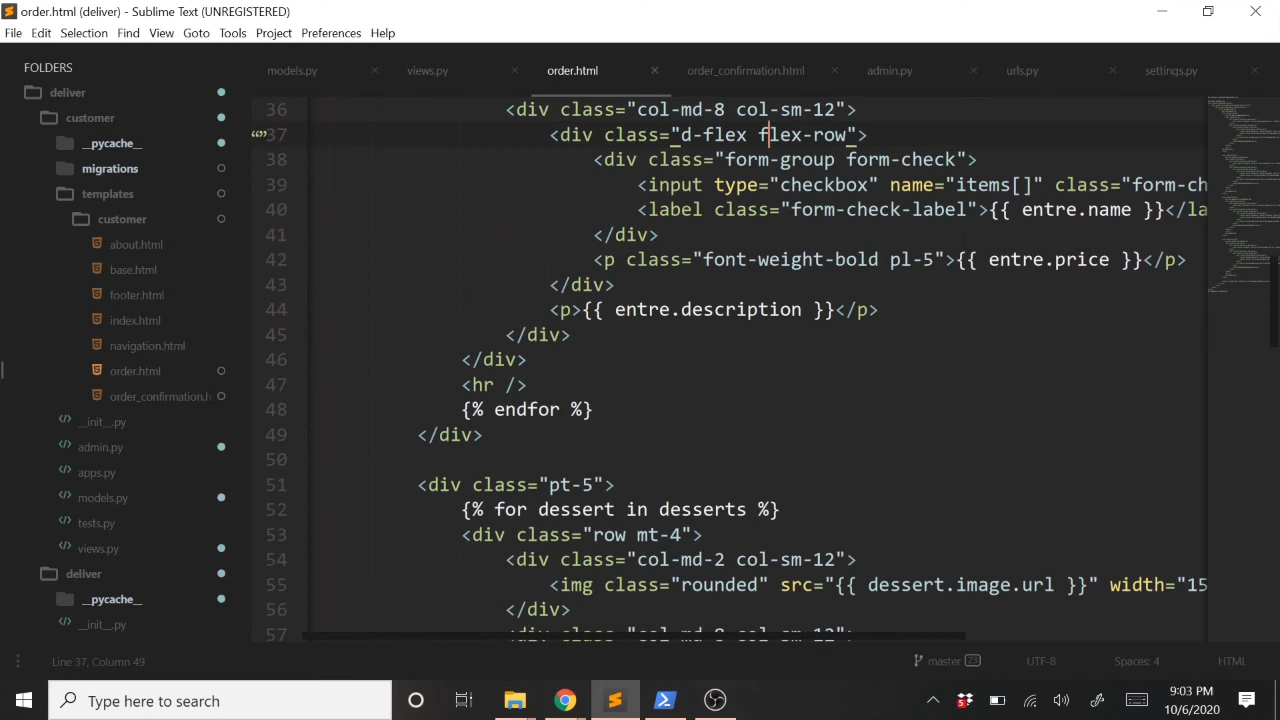 order.html (deliver) - Sublime Text (UNREGISTERED)
File Edit Selection Find View Goto Tools Project Preferences Help
FOLDERS
deliver
customer
__pycache__
migrations
templates
customer
about.html
base.html
footer.html
index.html
navigation.html
order.html
order_confirmation.h
__init__.py
admin.py
apps.py
models.py
tests.py
views.py
deliver
__pycache__
__init__.py
models.py views.py order.html order_confirmation.html admin.py urls.py settings.py
36 <div class="col-md-8 col-sm-12">
37 <div class="d-flex flex-row">
38 <div class="form-group form-check">
39 <input type="checkbox" name="items[]" class="form-ch
40 <label class="form-check-label">{{ entre.name }}</la
41 </div>
42 <p class="font-weight-bold pl-5">{{ entre.price }}</p>
43 </div>
44 <p>{{ entre.description }}</p>
45 </div>
46 </div>
47 <hr />
48 {% endfor %}
49 </div>
50
51 <div class="pt-5">
52 {% for dessert in desserts %}
53 <div class="row mt-4">
54 <div class="col-md-2 col-sm-12">
55 <img class="rounded" src="{{ dessert.image.url }}" width="15
56 </div>
57 <div class="col-md-8 col-sm-12">
Line 37, Column 49 master 23 UTF-8 Spaces: 4 HTML
Type here to search
9:03 PM
10/6/2020